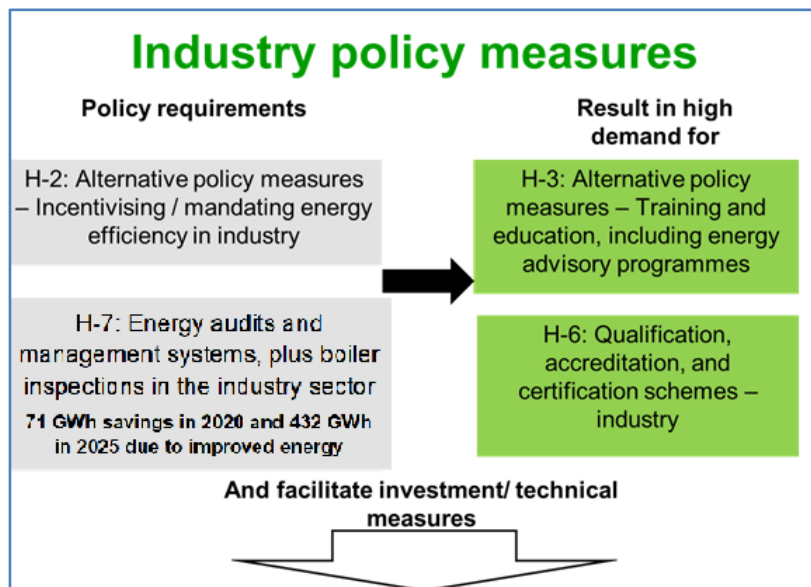 Industry policy measures
Policy requirements
H-2: Alternative policy measures
– Incentivising / mandating energy
efficiency in industry
H-7: Energy audits and
management systems, plus boiler
inspections in the industry sector
71 GWh savings in 2020 and 432 GWh
in 2025 due to improved energy
Result in high
demand for
H-3: Alternative policy
measures – Training and
education, including energy
advisory programmes
H-6: Qualification,
accreditation, and
certification schemes –
industry
And facilitate investment/ technical
measures